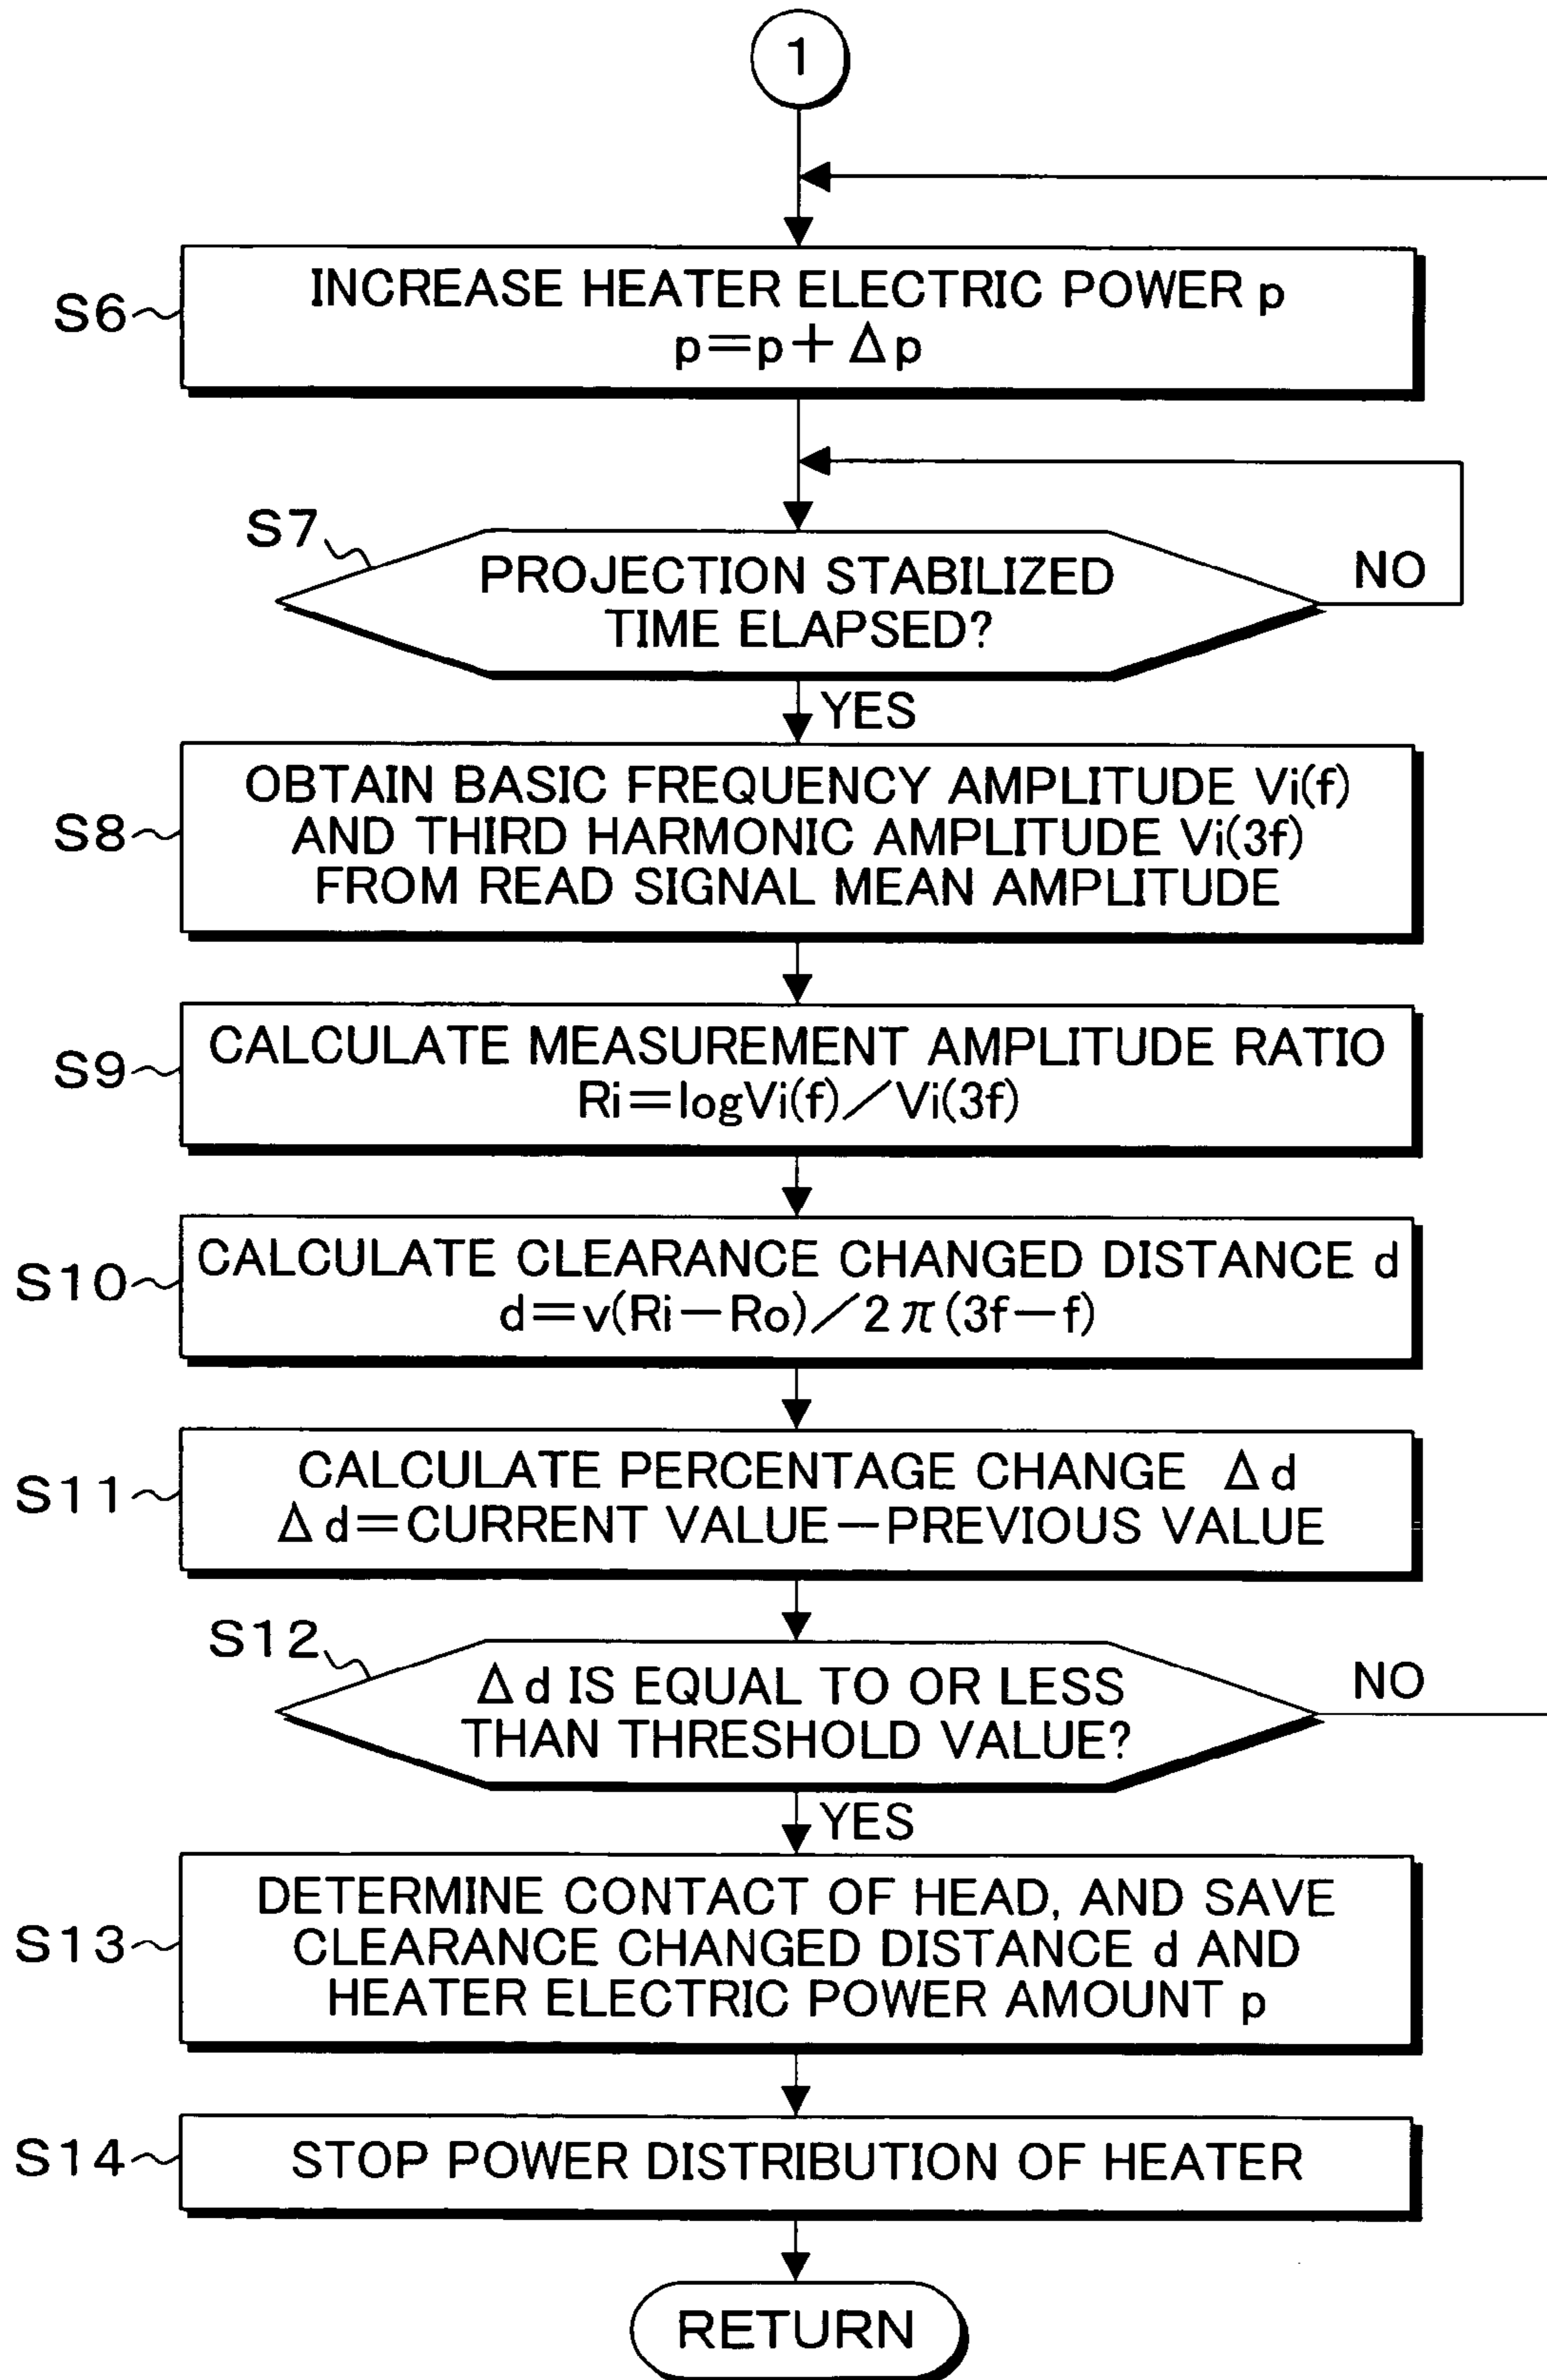 1
S6
INCREASE HEATER ELECTRIC POWER p
p=p+Δp
S7
PROJECTION STABILIZED
TIME ELAPSED?
NO
YES
S8
OBTAIN BASIC FREQUENCY AMPLITUDE Vi(f)
AND THIRD HARMONIC AMPLITUDE Vi(3f)
FROM READ SIGNAL MEAN AMPLITUDE
S9
CALCULATE MEASUREMENT AMPLITUDE RATIO
Ri=logVi(f)/Vi(3f)
S10
CALCULATE CLEARANCE CHANGED DISTANCE d
d=v(Ri-Ro)/2π(3f-f)
S11
CALCULATE PERCENTAGE CHANGE Δd
Δd=CURRENT VALUE-PREVIOUS VALUE
S12
Δd IS EQUAL TO OR LESS
THAN THRESHOLD VALUE?
NO
YES
S13
DETERMINE CONTACT OF HEAD, AND SAVE
CLEARANCE CHANGED DISTANCE d AND
HEATER ELECTRIC POWER AMOUNT p
S14
STOP POWER DISTRIBUTION OF HEATER
RETURN